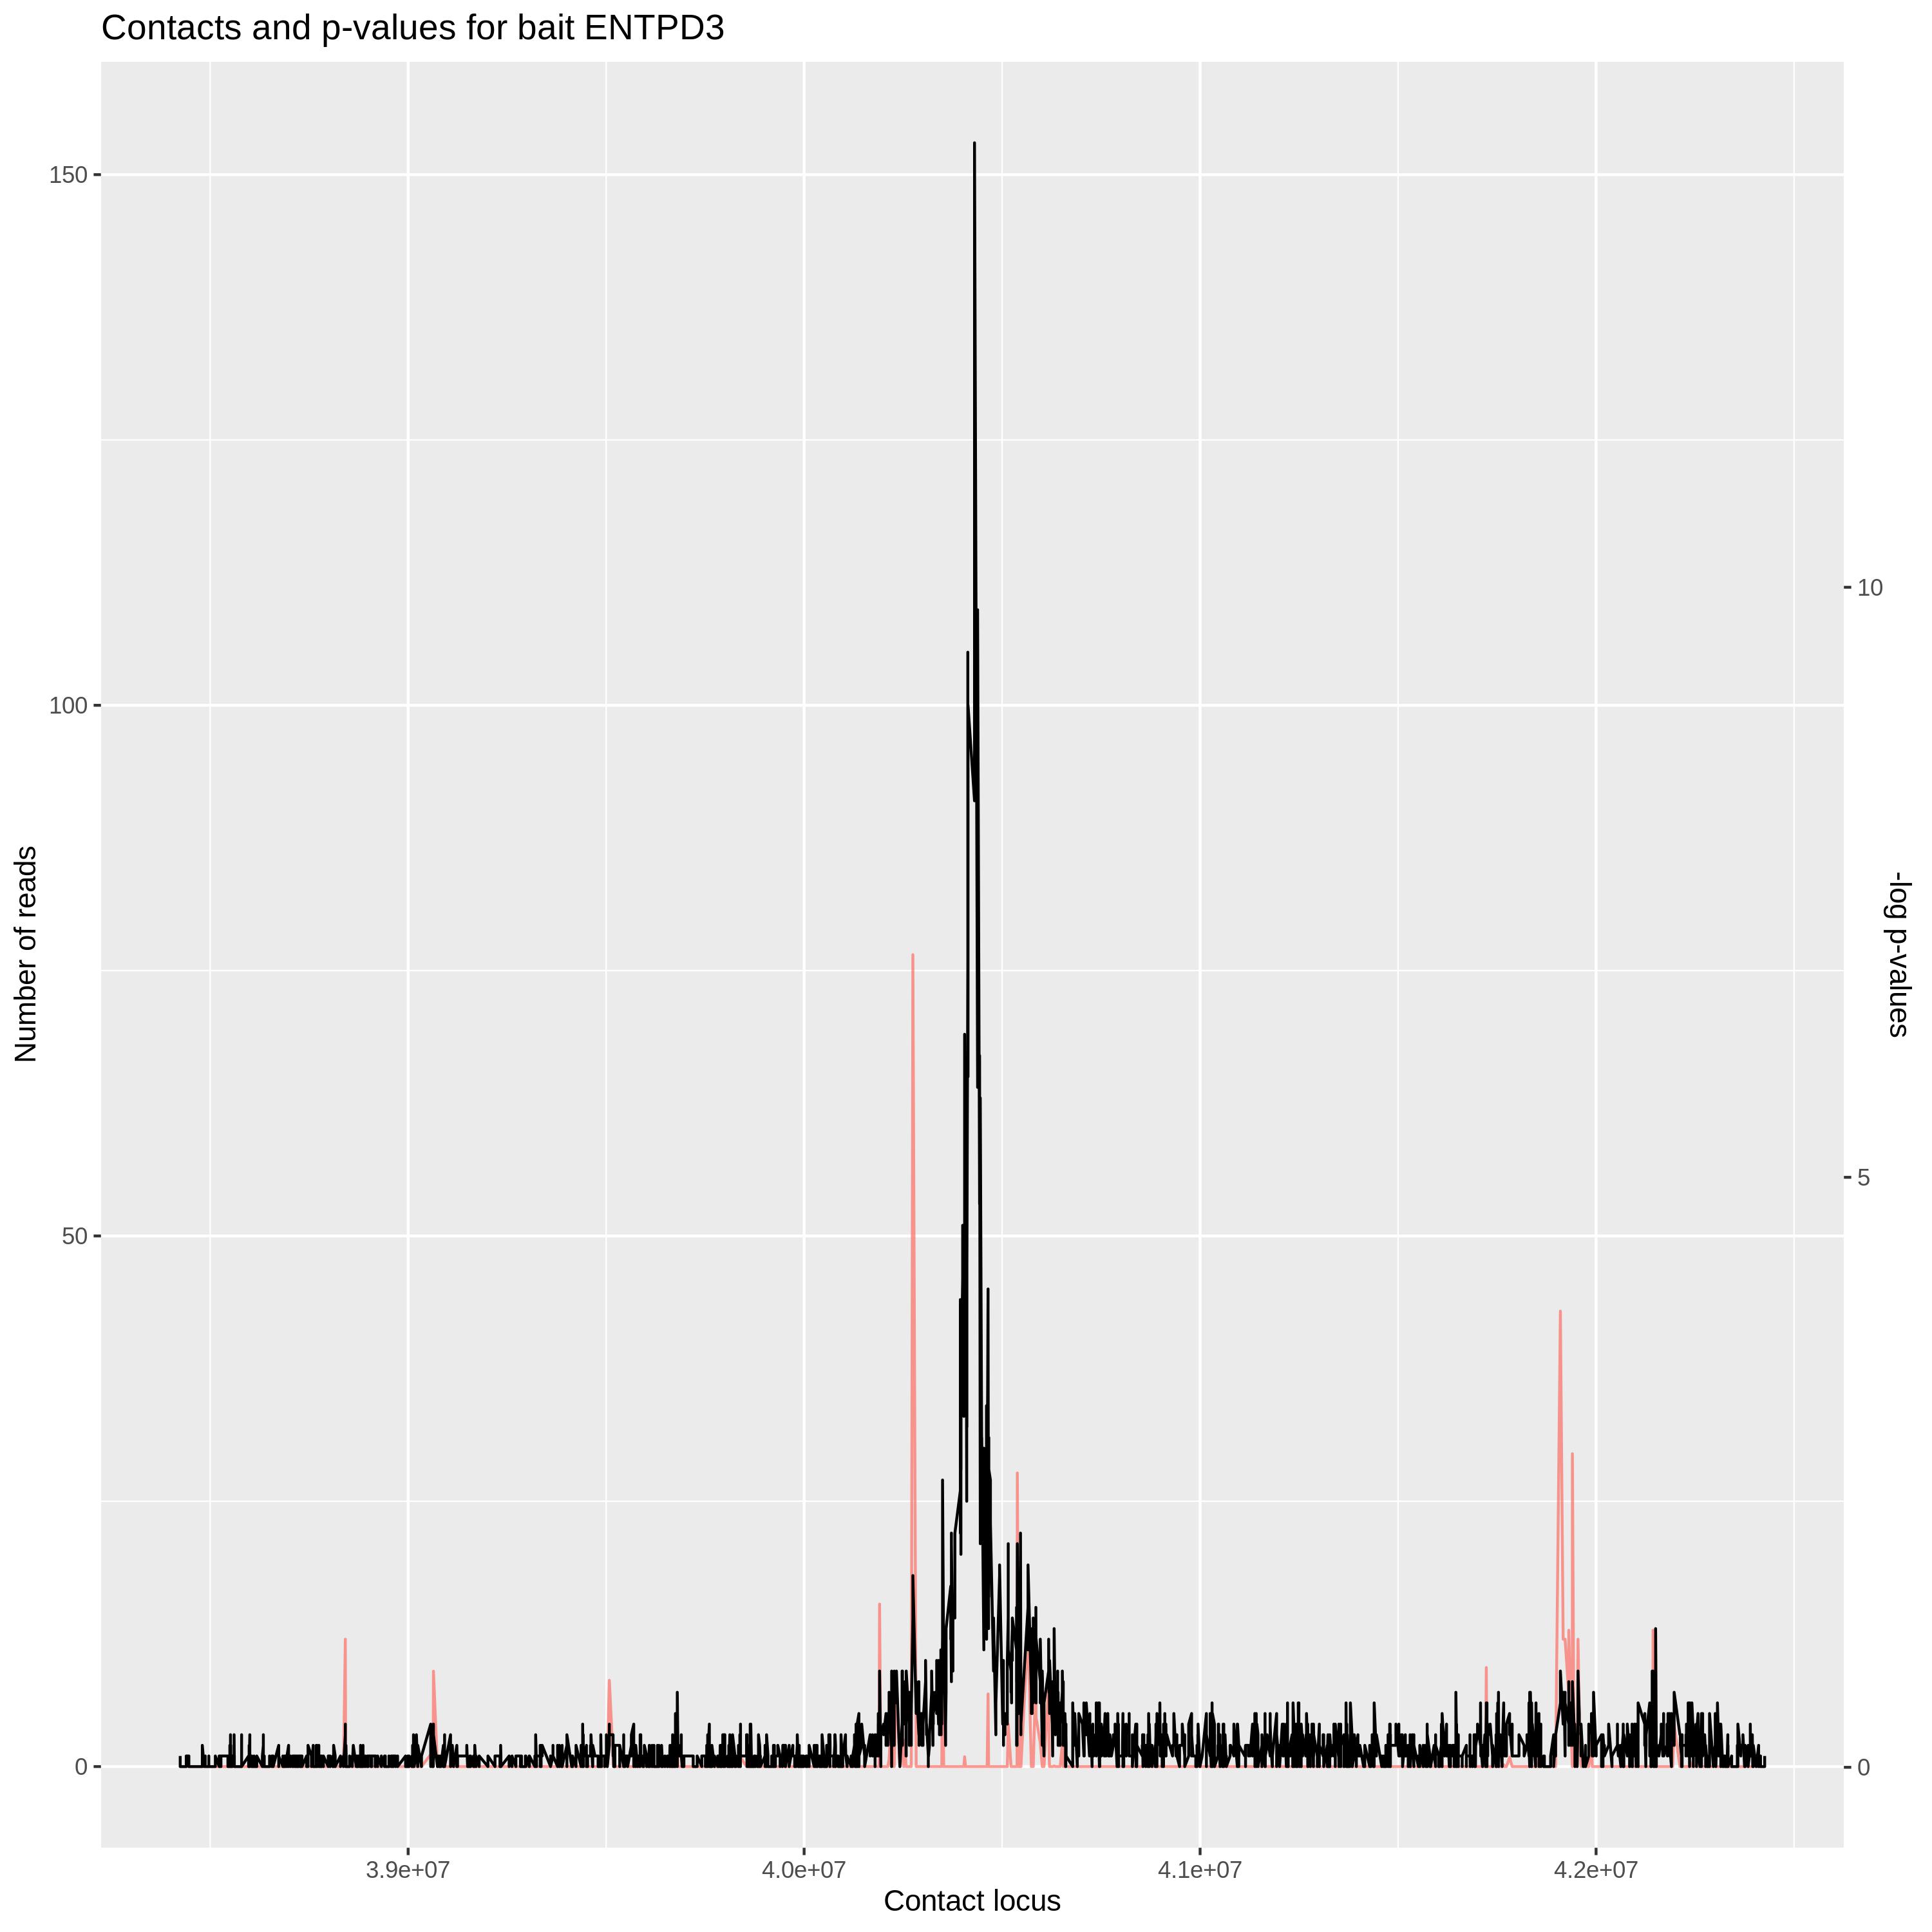 Contacts and p-values for bait ENTPD3
150
100
50
0
Number of reads
10
5
0
-log p-values
3.9e+07 4.0e+07 4.1e+07 4.2e+07
Contact locus